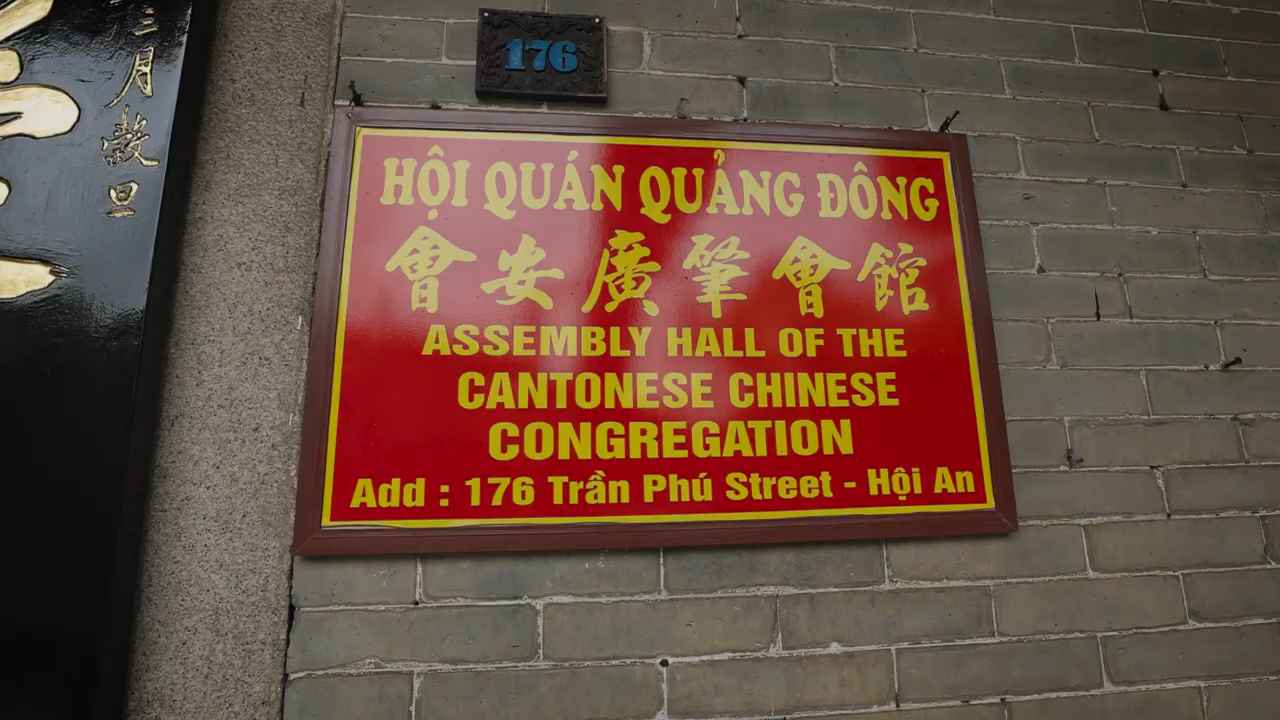 三月穀旦
176
HỘI QUÁN QUẢNG ĐÔNG
會安廣肇會館
ASSEMBLY HALL OF THE
CANTONESE CHINESE
CONGREGATION
Add : 176 Trần Phú Street - Hội An